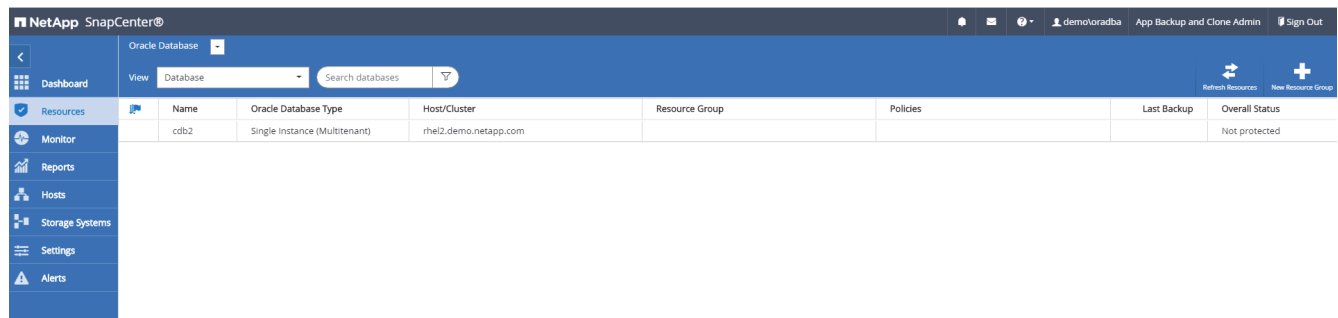 NetApp SnapCenter®
demo\oradba App Backup and Clone Admin Sign Out
Oracle Database
View Database Search databases
Refresh Resources New Resource Group
Dashboard
Resources
Monitor
Reports
Hosts
Storage Systems
Settings
Alerts
Name Oracle Database Type Host/Cluster Resource Group Policies Last Backup Overall Status
cdb2 Single Instance (Multitenant) rhel2.demo.netapp.com Not protected